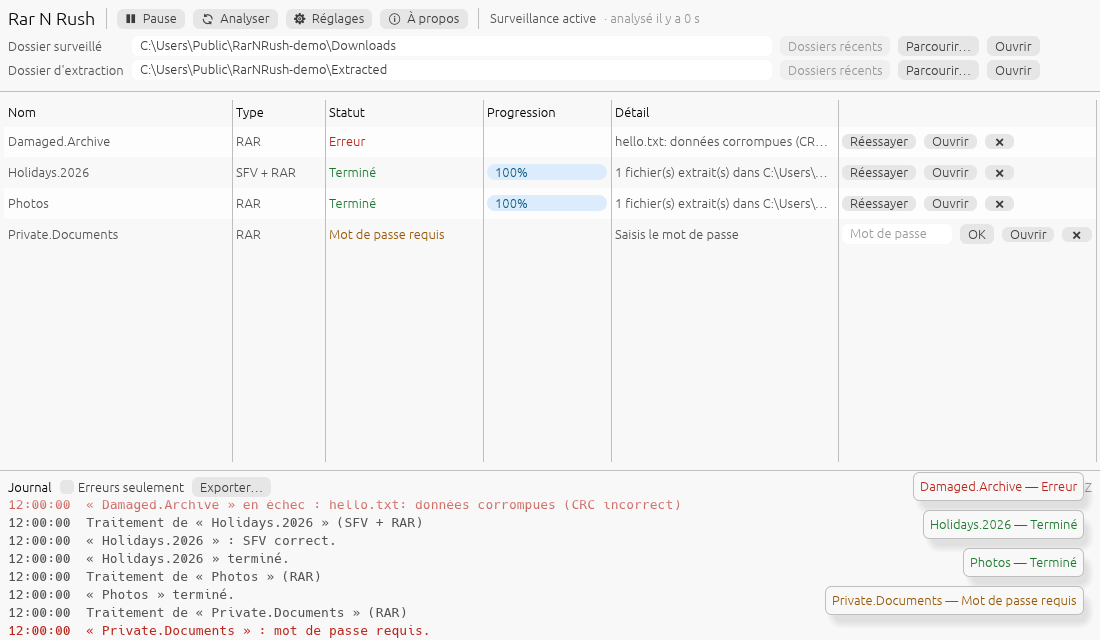 Rar N Rush Pause Analyser Réglages À propos Surveillance active · analysé il y a 0 s
Dossier surveillé C:\Users\Public\RarNRush-demo\Downloads Dossiers récents Parcourir... Ouvrir
Dossier d'extraction C:\Users\Public\RarNRush-demo\Extracted Dossiers récents Parcourir... Ouvrir
Nom Type Statut Progression Détail
Damaged.Archive RAR Erreur hello.txt: données corrompues (CR... Réessayer Ouvrir ×
Holidays.2026 SFV + RAR Terminé 100% 1 fichier(s) extrait(s) dans C:\Users\... Réessayer Ouvrir ×
Photos RAR Terminé 100% 1 fichier(s) extrait(s) dans C:\Users\... Réessayer Ouvrir ×
Private.Documents RAR Mot de passe requis Saisis le mot de passe Mot de passe OK Ouvrir ×
Journal Erreurs seulement Exporter... Z
12:00:00 « Damaged.Archive » en échec : hello.txt: données corrompues (CRC incorrect)
12:00:00 Traitement de « Holidays.2026 » (SFV + RAR)
12:00:00 « Holidays.2026 » : SFV correct.
12:00:00 « Holidays.2026 » terminé.
12:00:00 Traitement de « Photos » (RAR)
12:00:00 « Photos » terminé.
12:00:00 Traitement de « Private.Documents » (RAR)
12:00:00 « Private.Documents » : mot de passe requis.
Damaged.Archive — Erreur
Holidays.2026 — Terminé
Photos — Terminé
Private.Documents — Mot de passe requis